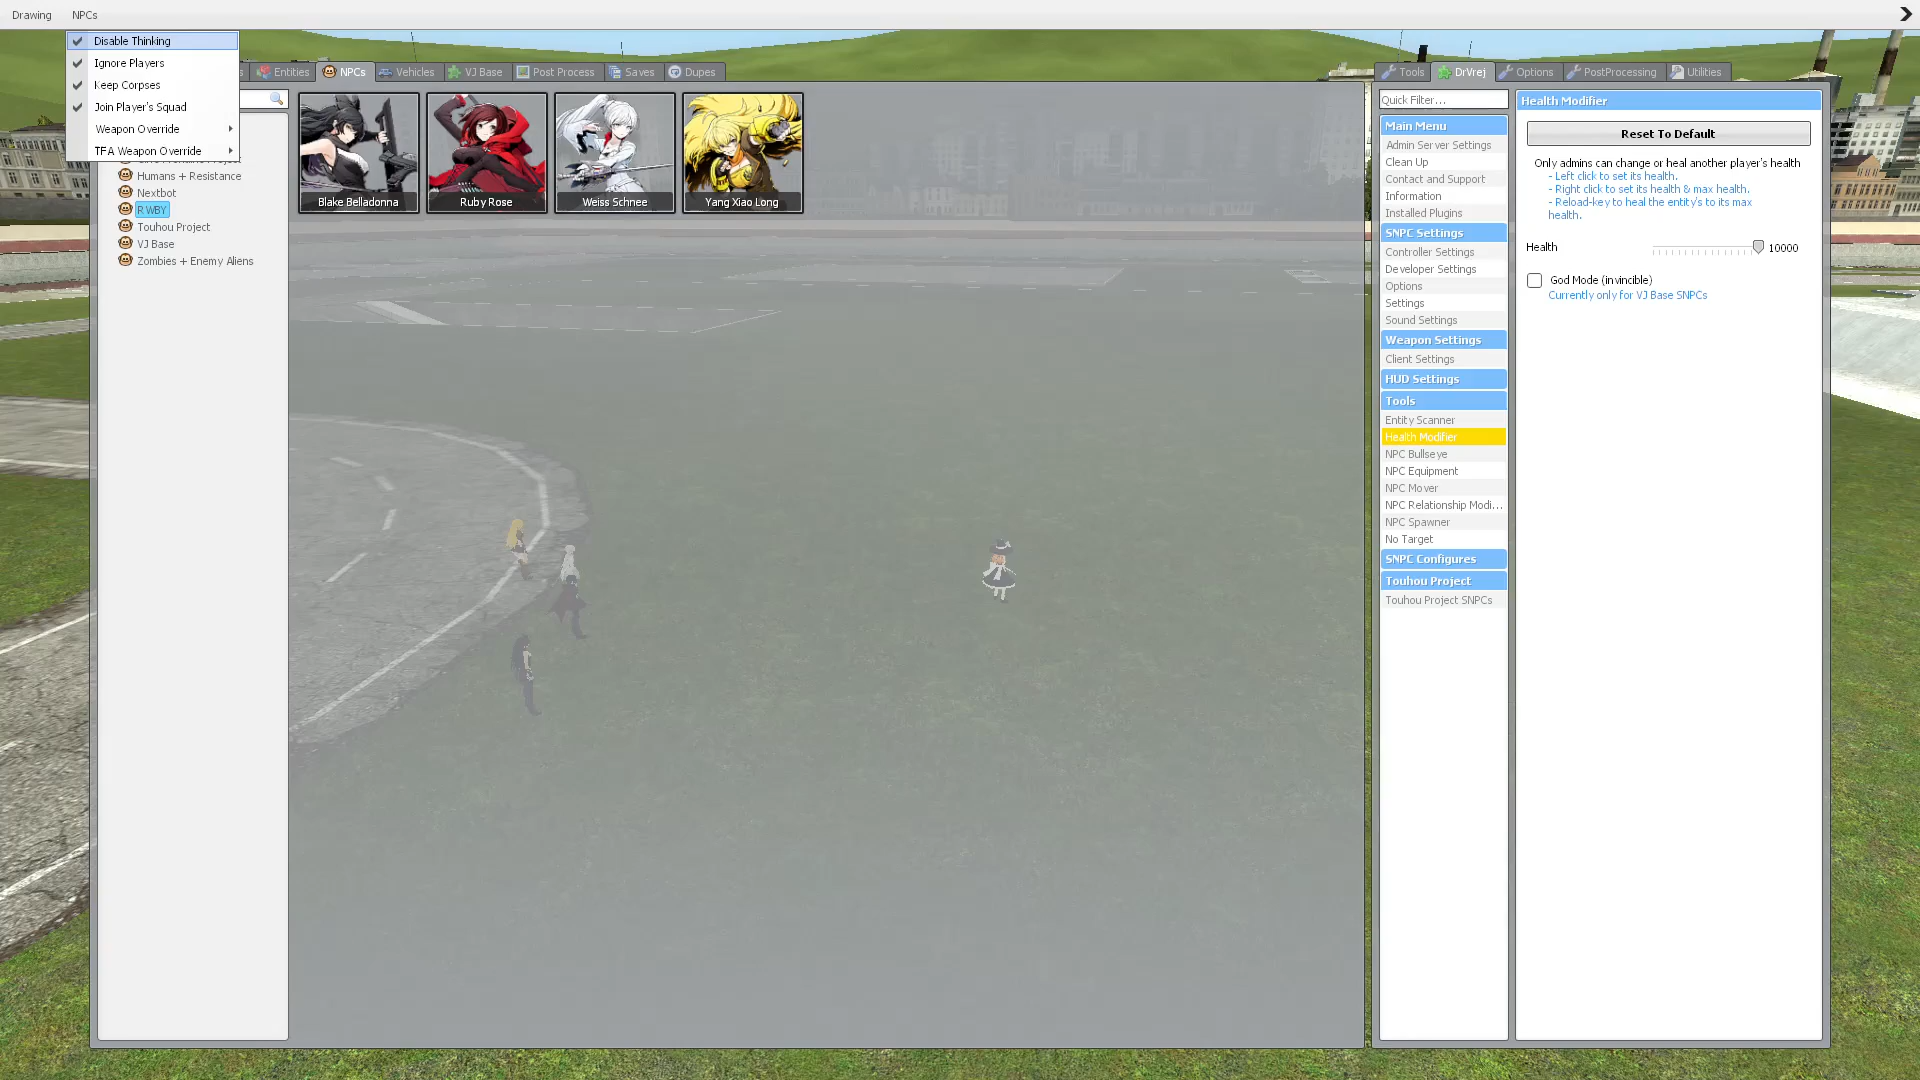 Drawing
NPCs
Disable Thinking
Ignore Players
Keep Corpses
Join Player's Squad
Weapon Override
TFA Weapon Override
Entities
NPCs
Vehicles
VJ Base
Post Process
Saves
Dupes
Humans + Resistance
Nextbot
RWBY
Touhou Project
VJ Base
Zombies + Enemy Aliens
Blake Belladonna
Ruby Rose
Weiss Schnee
Yang Xiao Long
Tools
DrVrej
Options
PostProcessing
Utilities
Quick Filter...
Main Menu
Admin Server Settings
Clean Up
Contact and Support
Information
Installed Plugins
SNPC Settings
Controller Settings
Developer Settings
Options
Settings
Sound Settings
Weapon Settings
Client Settings
HUD Settings
Tools
Entity Scanner
Health Modifier
NPC Bullseye
NPC Equipment
NPC Mover
NPC Relationship Modi...
NPC Spawner
No Target
SNPC Configures
Touhou Project
Touhou Project SNPCs
Health Modifier
Reset To Default
Only admins can change or heal another player's health
- Left click to set its health.
- Right click to set its health & max health.
- Reload-key to heal the entity's to its max
health.
Health
10000
God Mode (invincible)
Currently only for VJ Base SNPCs